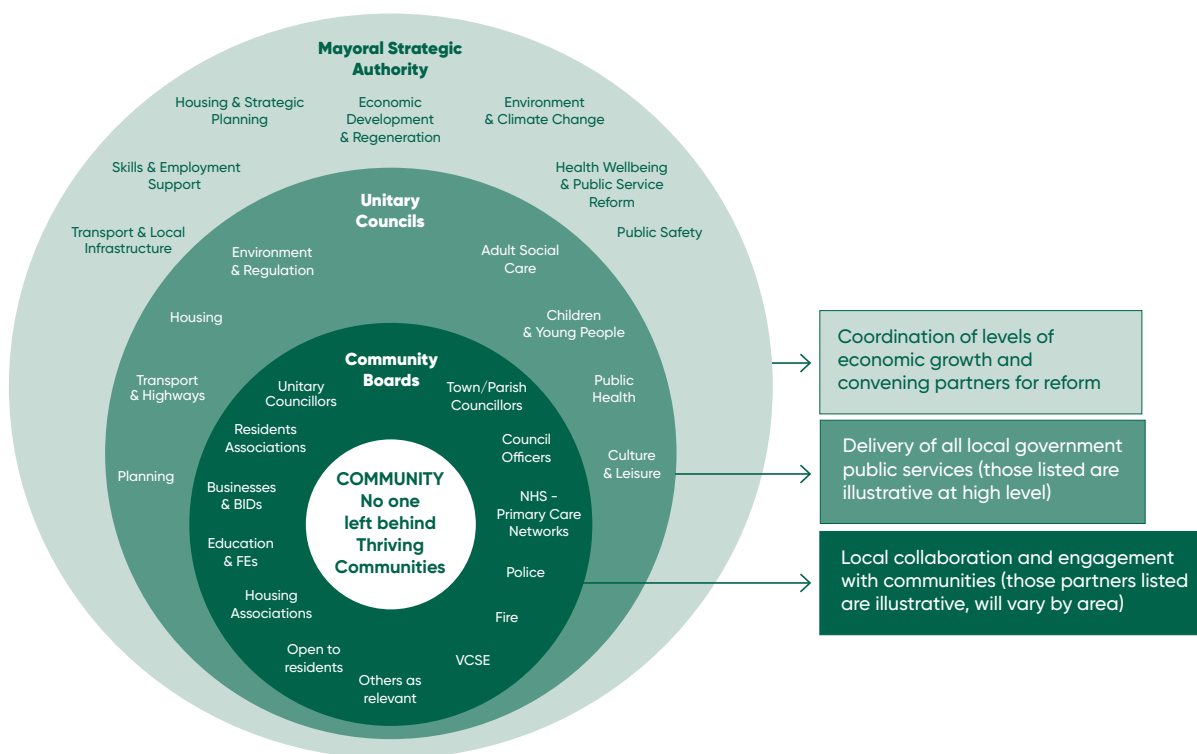 Mayoral Strategic
Authority
Housing & Strategic
Planning
Economic
Development
& Regeneration
Environment
& Climate Change
Skills & Employment
Support
Health Wellbeing
& Public Service
Reform
Transport & Local
Infrastructure
Public Safety
Unitary
Councils
Environment
& Regulation
Adult Social
Care
Housing
Children
& Young People
Transport
& Highways
Public
Health
Planning
Culture
& Leisure
Community
Boards
Unitary
Councillors
Town/Parish
Councillors
Residents
Associations
Council
Officers
Businesses
& BIDs
NHS -
Primary Care
Networks
Education
& FEs
Police
Housing
Associations
Fire
Open to
residents
VCSE
Others as
relevant
COMMUNITY
No one
left behind
Thriving
Communities
Coordination of levels of
economic growth and
convening partners for reform
Delivery of all local government
public services (those listed are
illustrative at high level)
Local collaboration and engagement
with communities (those partners listed
are illustrative, will vary by area)